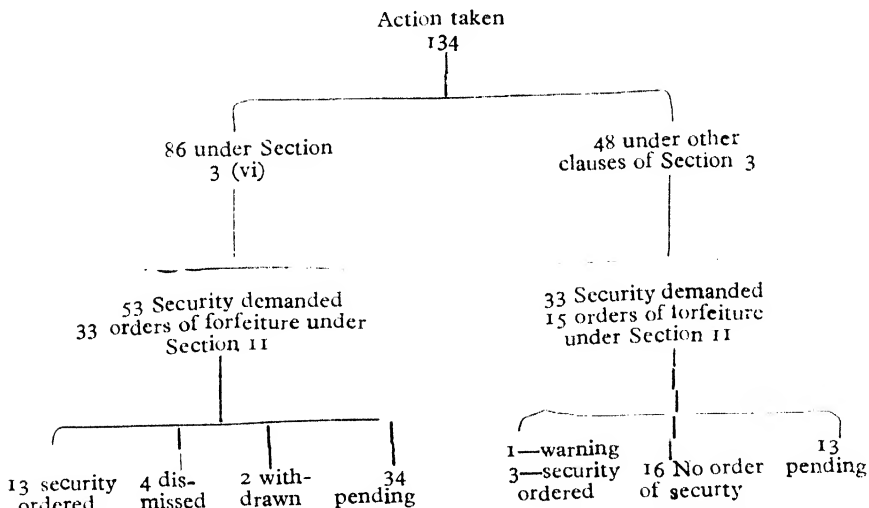 Action taken
134
86 under Section
3 (vi)
48 under other
clauses of Section 3
53 Security demanded
33 orders of forfeiture under
Section 11
33 Security demanded
15 orders of forfeiture
under Section 11
13 security
ordered
4 dis-
missed
2 with-
drawn
34
pending
1—warning
3—security
ordered
16 No order
of securty
13
pending